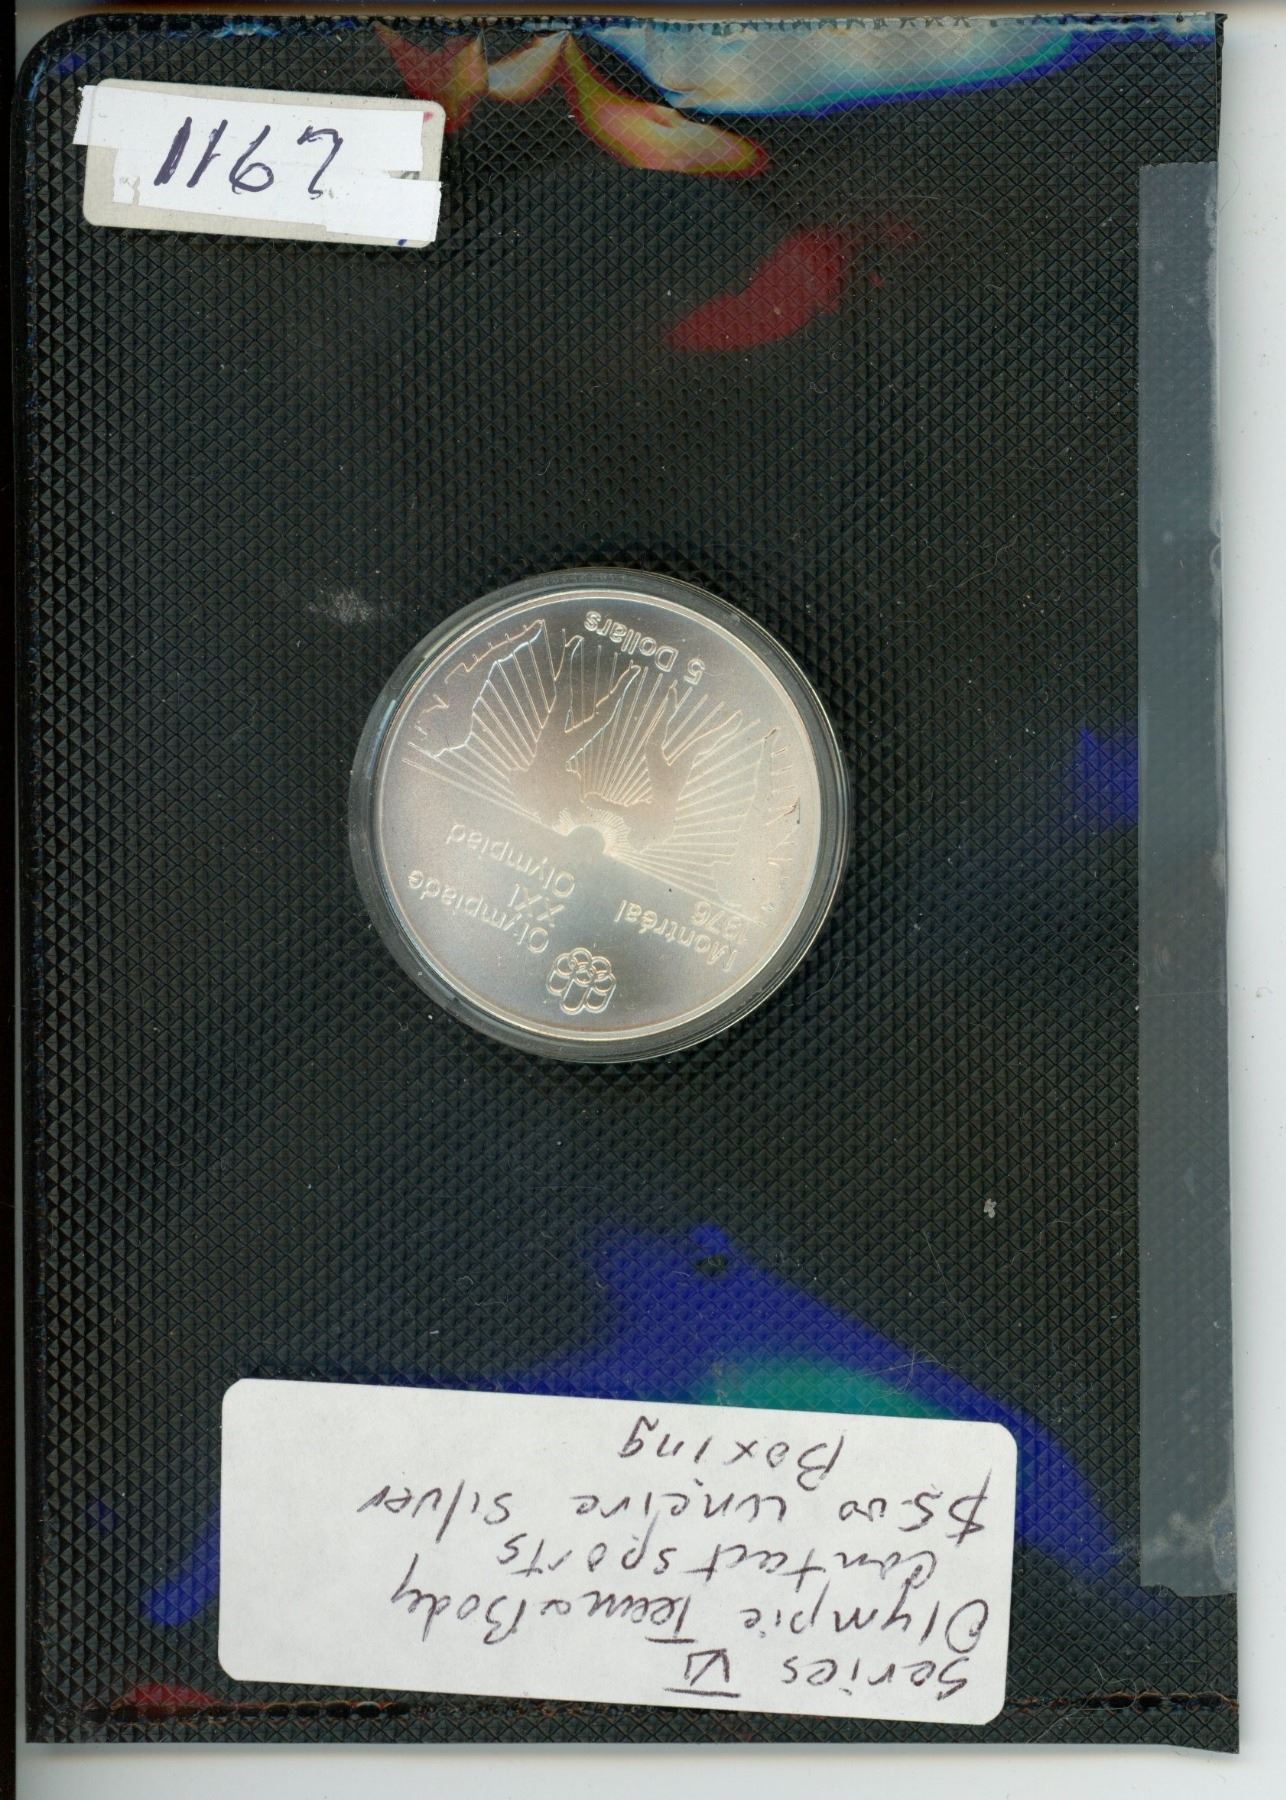 1167
5 Dollars
Montréal
1976
Olympiade
XXI
Olympiad
Series VI
Olympic Team & Body
Contact sports
$5.00 uncirc silver
Boxing